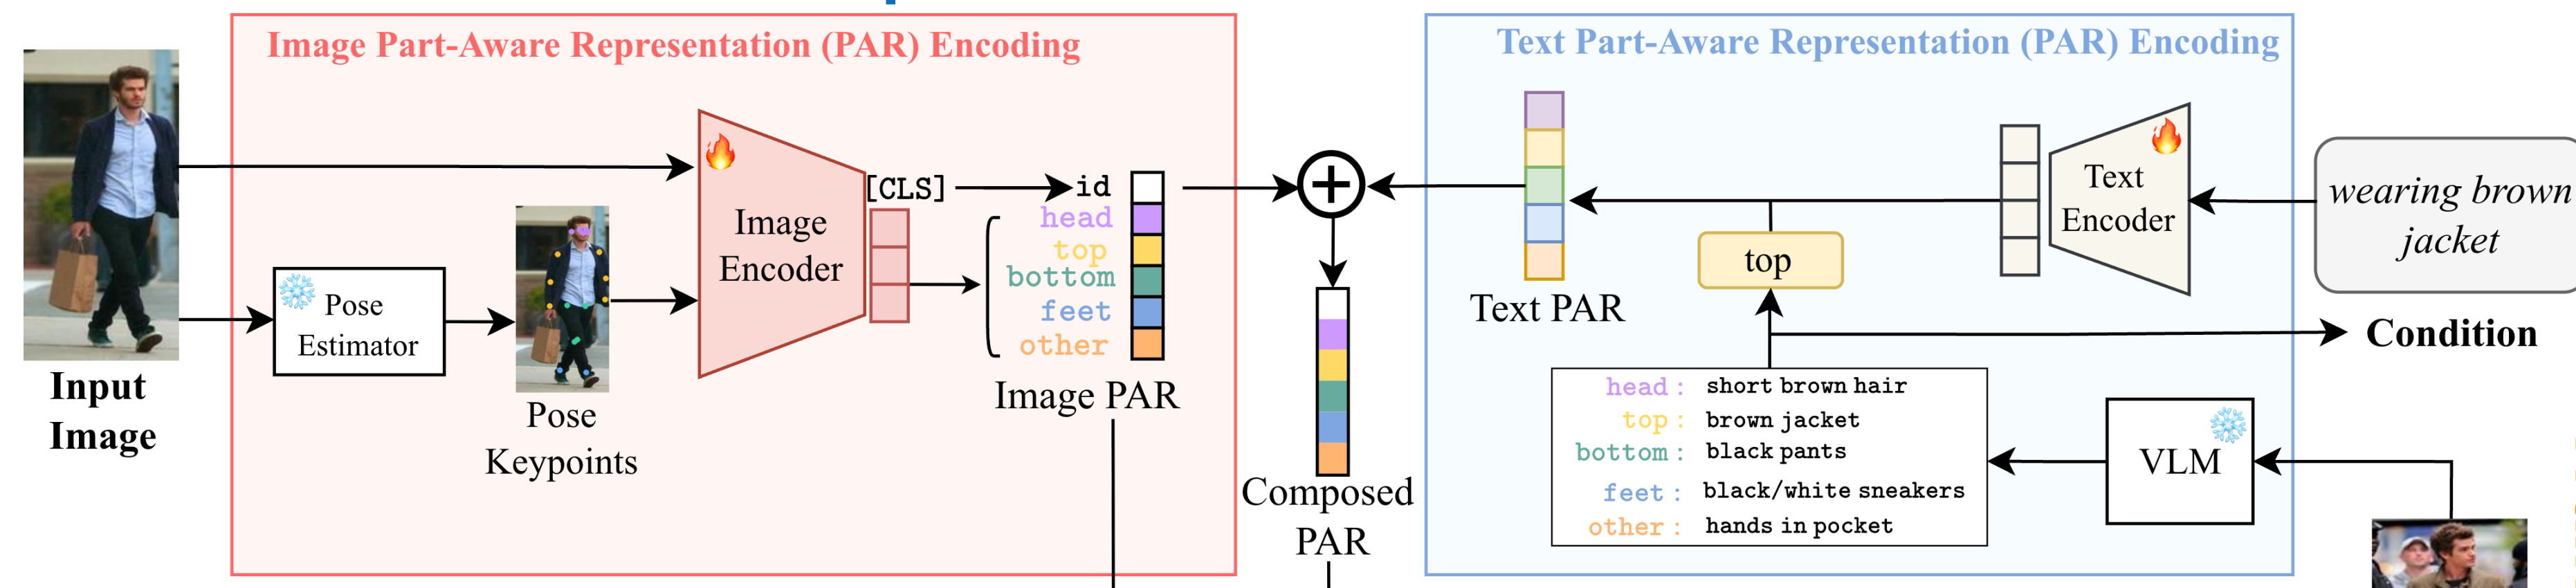 Image Part-Aware Representation (PAR) Encoding
Input
Image
Pose
Estimator
Pose
Keypoints
Image
Encoder
[CLS]
id
head
top
bottom
feet
other
Image PAR
Composed
PAR
Text Part-Aware Representation (PAR) Encoding
Text PAR
top
Text
Encoder
wearing brown
jacket
Condition
head : short brown hair
top : brown jacket
bottom : black pants
feet : black/white sneakers
other : hands in pocket
VLM